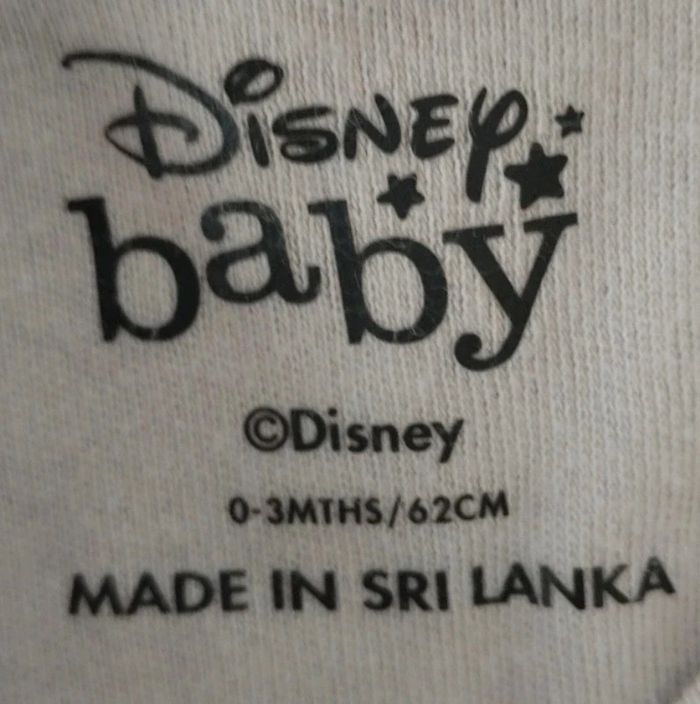 Disney
baby
©Disney
0-3MTHS/62CM
MADE IN SRI LANKA